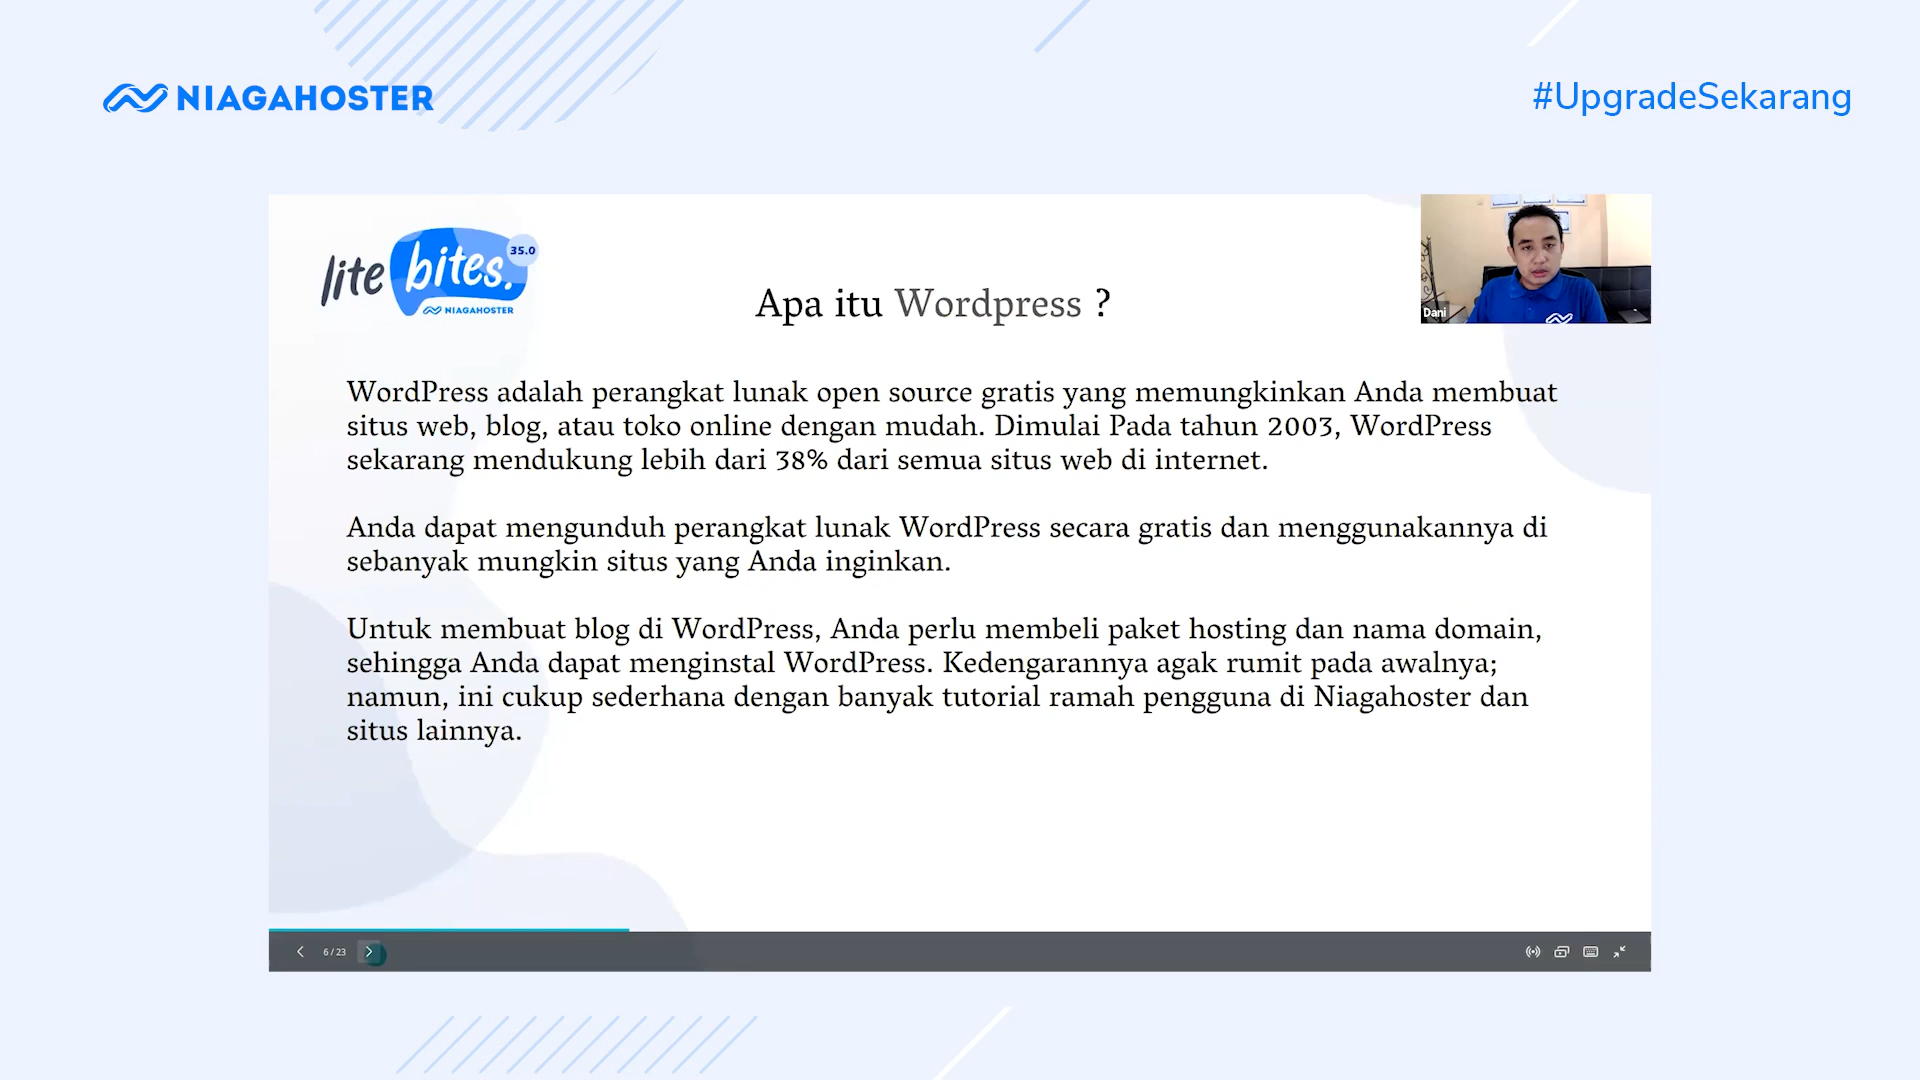 NIAGAHOSTER
#UpgradeSekarang
lite bites. 35.0
NIAGAHOSTER
Apa itu Wordpress ?
Dani
WordPress adalah perangkat lunak open source gratis yang memungkinkan Anda membuat
situs web, blog, atau toko online dengan mudah. Dimulai Pada tahun 2003, WordPress
sekarang mendukung lebih dari 38% dari semua situs web di internet.
Anda dapat mengunduh perangkat lunak WordPress secara gratis dan menggunakannya di
sebanyak mungkin situs yang Anda inginkan.
Untuk membuat blog di WordPress, Anda perlu membeli paket hosting dan nama domain,
sehingga Anda dapat menginstal WordPress. Kedengarannya agak rumit pada awalnya;
namun, ini cukup sederhana dengan banyak tutorial ramah pengguna di Niagahoster dan
situs lainnya.
6 / 23